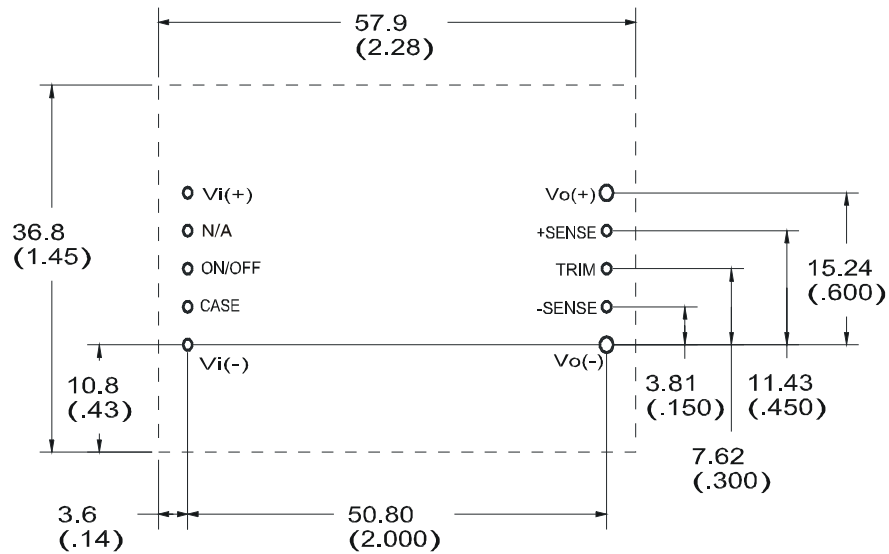 57.9
(2.28)
Vi(+)
Vo(+)
N/A
+SENSE
36.8
(1.45)
ON/OFF
TRIM
15.24
(.600)
CASE
-SENSE
Vi(-)
Vo(-)
10.8
(.43)
3.81
(.150)
11.43
(.450)
7.62
(.300)
3.6
(.14)
50.80
(2.000)